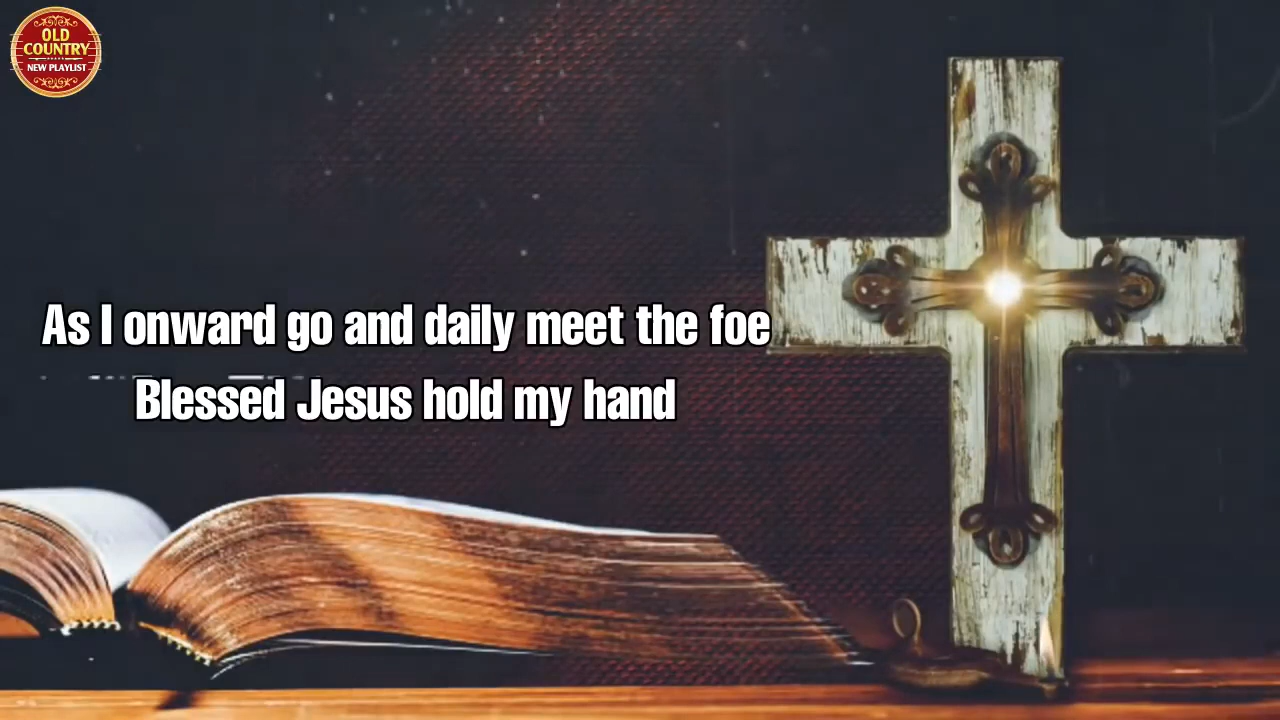 OLD
COUNTRY
NEW PLAYLIST
As I onward go and daily meet the foe
Blessed Jesus hold my hand